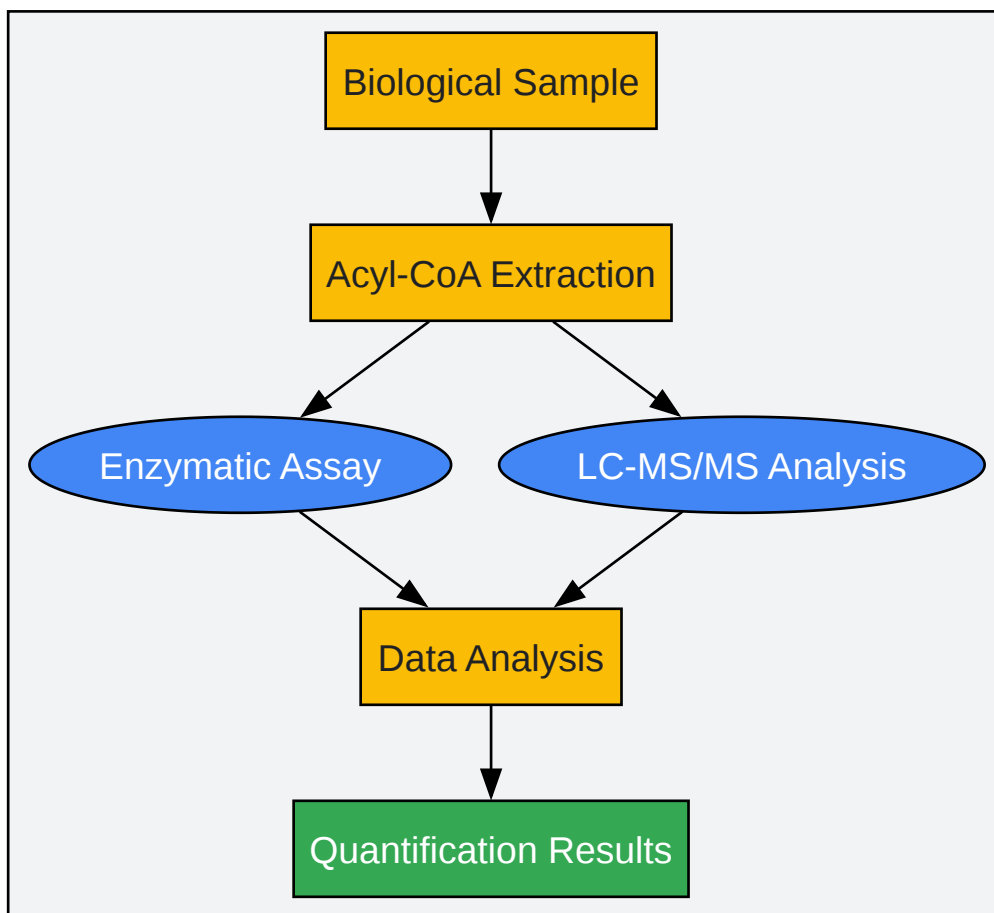 Biological Sample
Acyl-CoA Extraction
Enzymatic Assay
LC-MS/MS Analysis
Data Analysis
Quantification Results